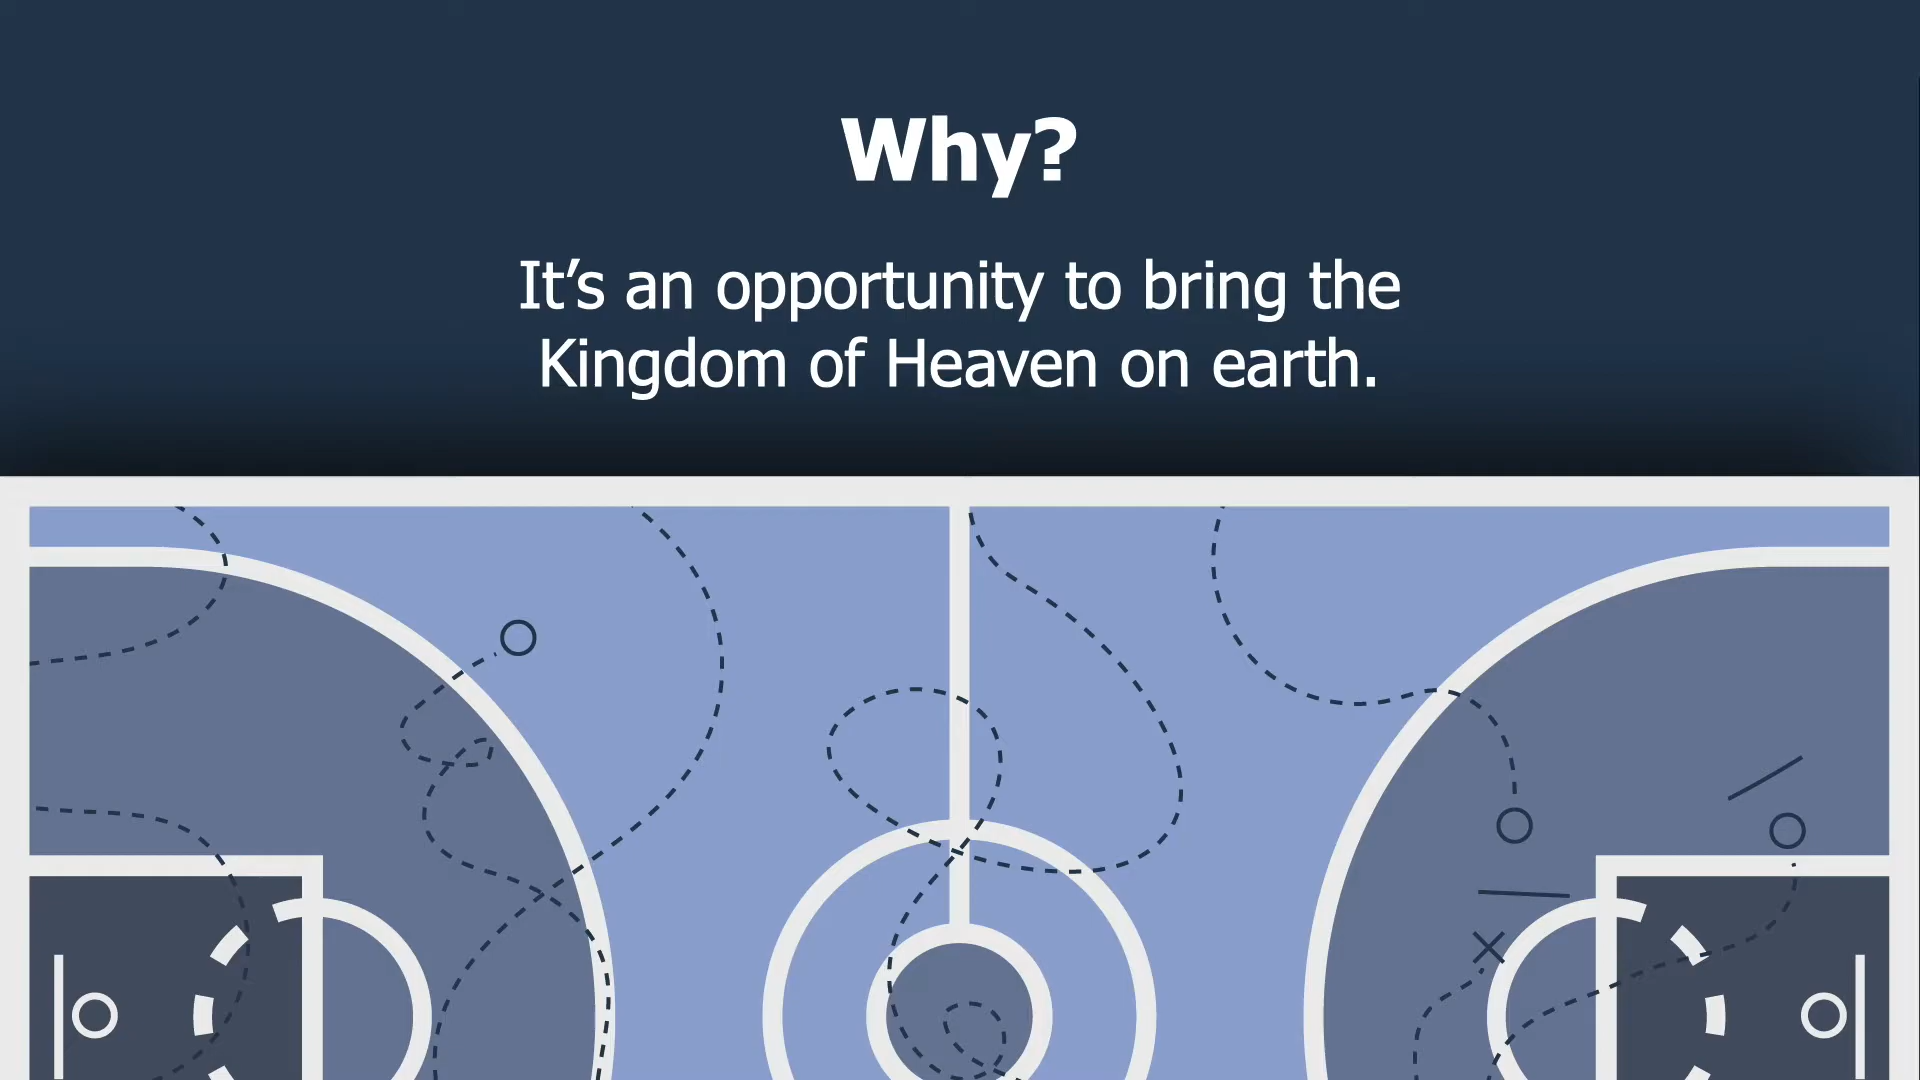 Why?
It’s an opportunity to bring the
Kingdom of Heaven on earth.